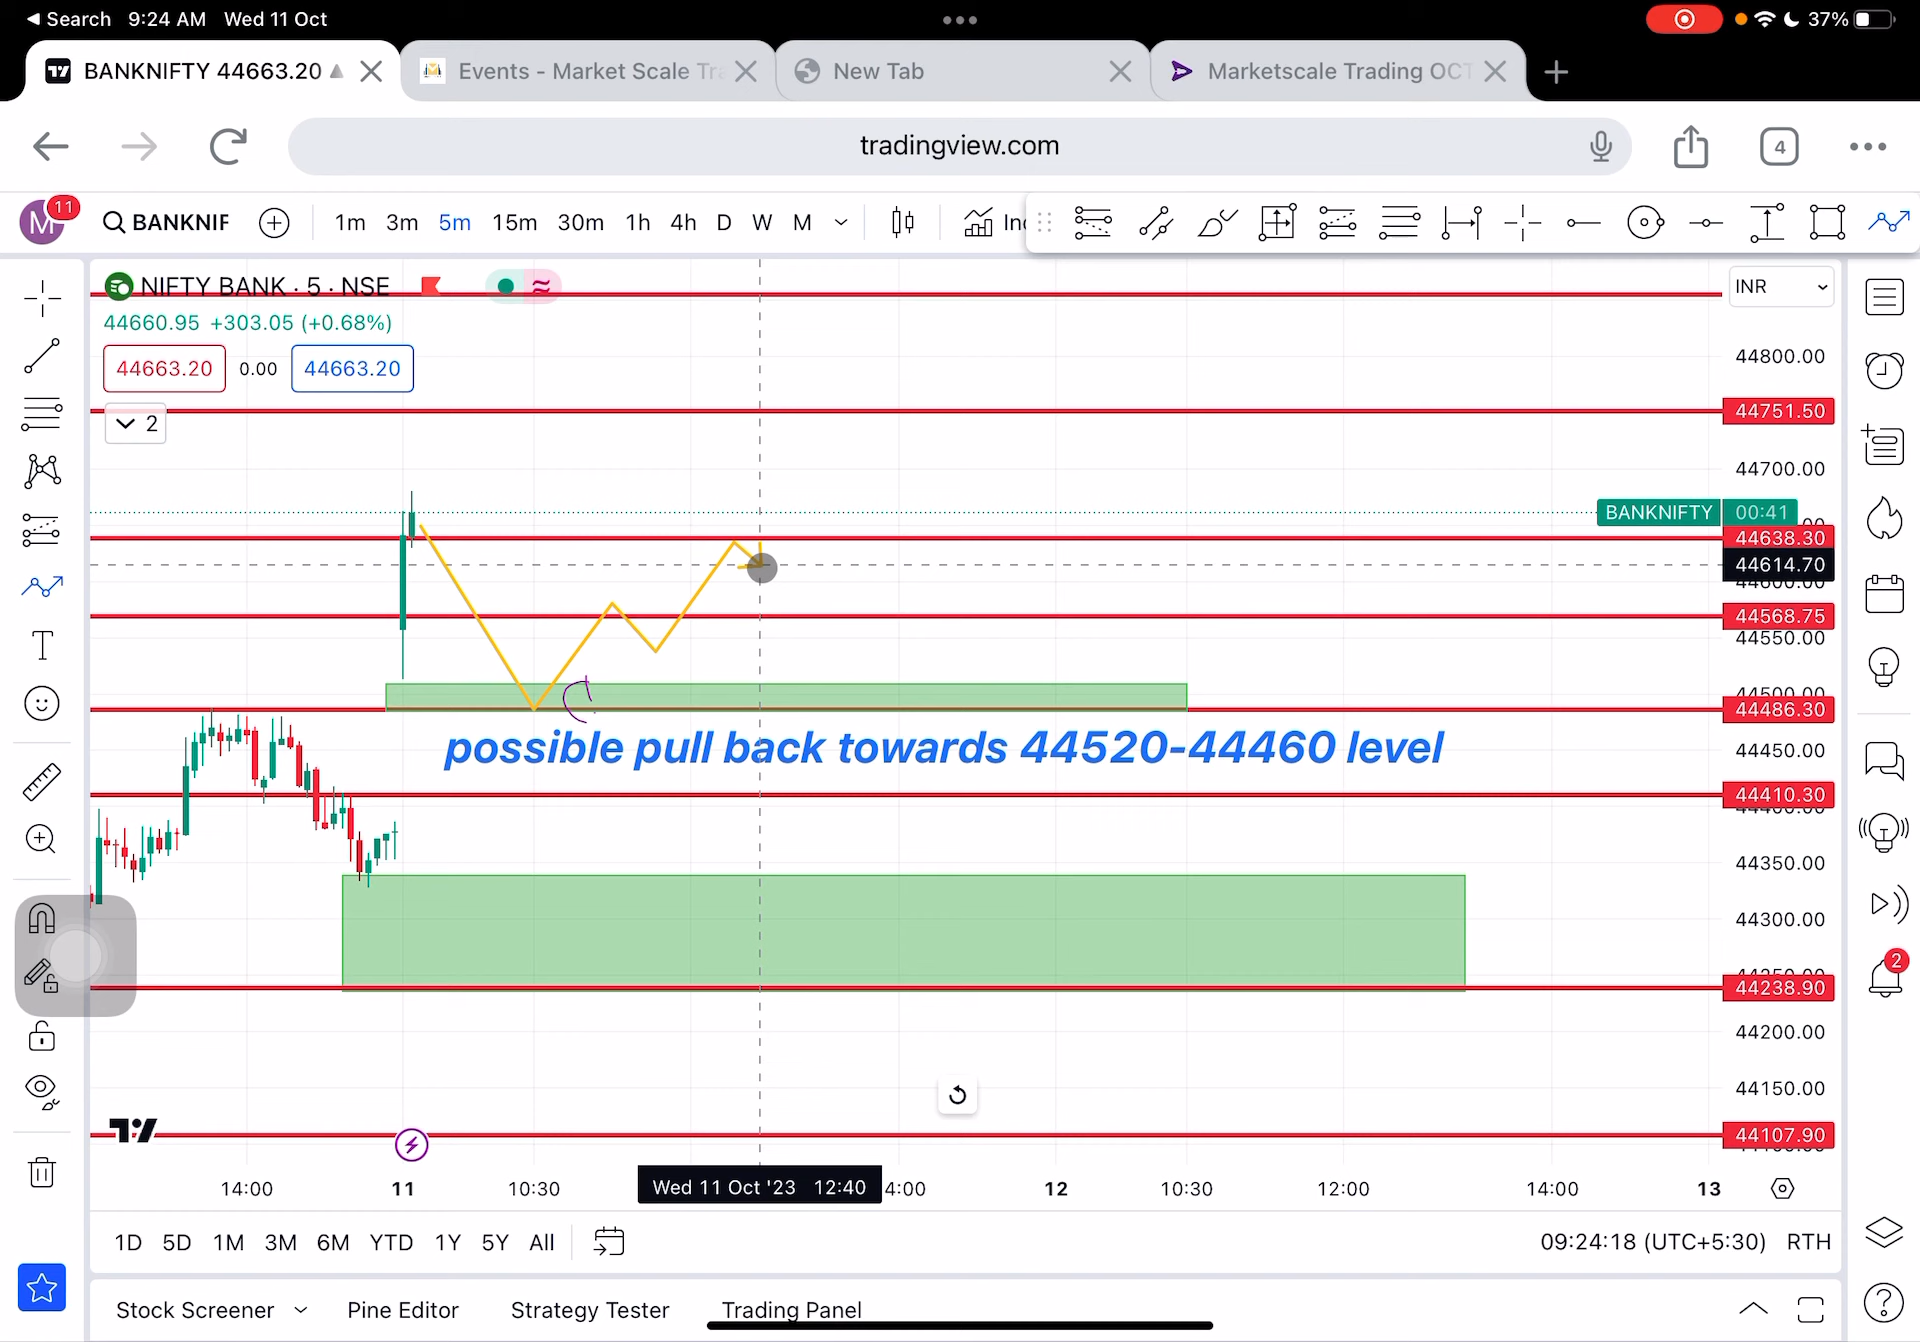 Search 9:24 AM Wed 11 Oct 37%
BANKNIFTY 44663.20 Events - Market Scale Tra New Tab Marketscale Trading OCT
tradingview.com 4
M 11 BANKNIF 1m 3m 5m 15m 30m 1h 4h D W M Inc
NIFTY BANK · 5 · NSE INR
44660.95 +303.05 (+0.68%)
44800.00
44663.20 0.00 44663.20
44751.50
2
44700.00
BANKNIFTY 00:41
44638.30
44614.70
44568.75
44550.00
44486.30
possible pull back towards 44520-44460 level
44450.00
44410.30
44350.00
44300.00
2
44238.90
44200.00
44150.00
44107.90
14:00 11 10:30 Wed 11 Oct '23 12:40 4:00 12 10:30 12:00 14:00 13
1D 5D 1M 3M 6M YTD 1Y 5Y All 09:24:18 (UTC+5:30) RTH
Stock Screener Pine Editor Strategy Tester Trading Panel